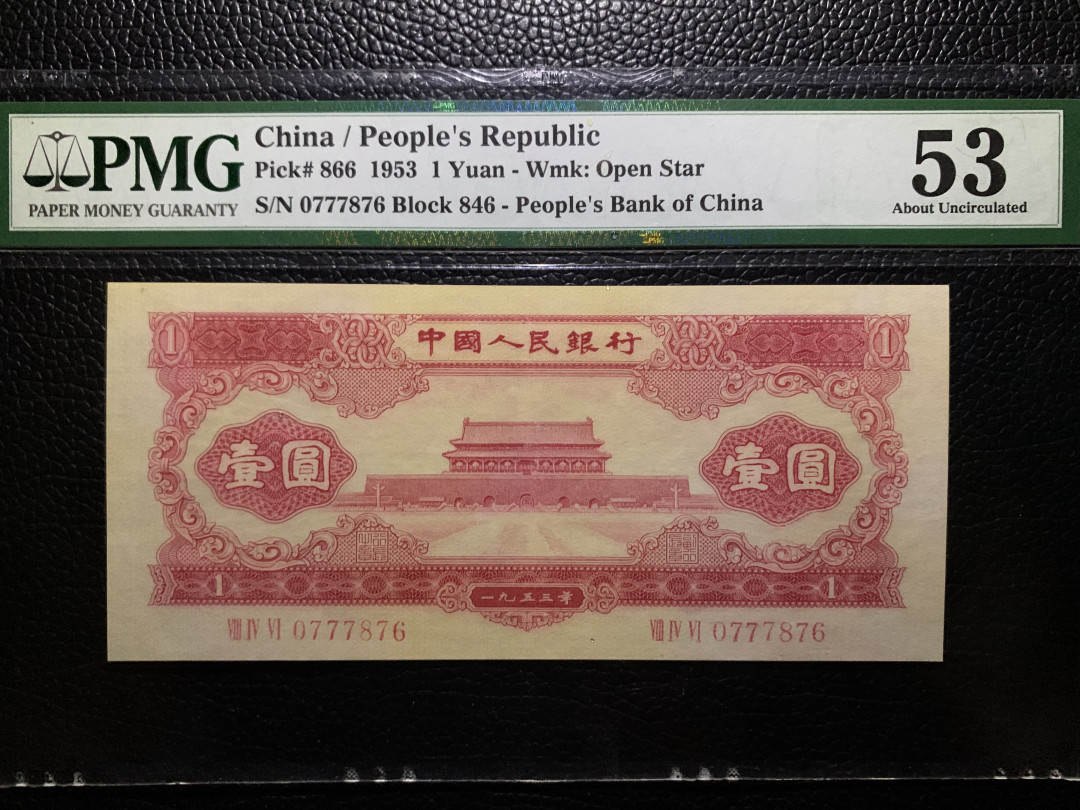 PMG
PAPER MONEY GUARANTY
China / People's Republic
Pick# 866 1953 1 Yuan - Wmk: Open Star
S/N 0777876 Block 846 - People's Bank of China
53
About Uncirculated
1
中國人民銀行
1
壹圓
壹圓
1
一九五三年
1
Ⅷ Ⅳ Ⅵ 0777876
Ⅷ Ⅳ Ⅵ 0777876